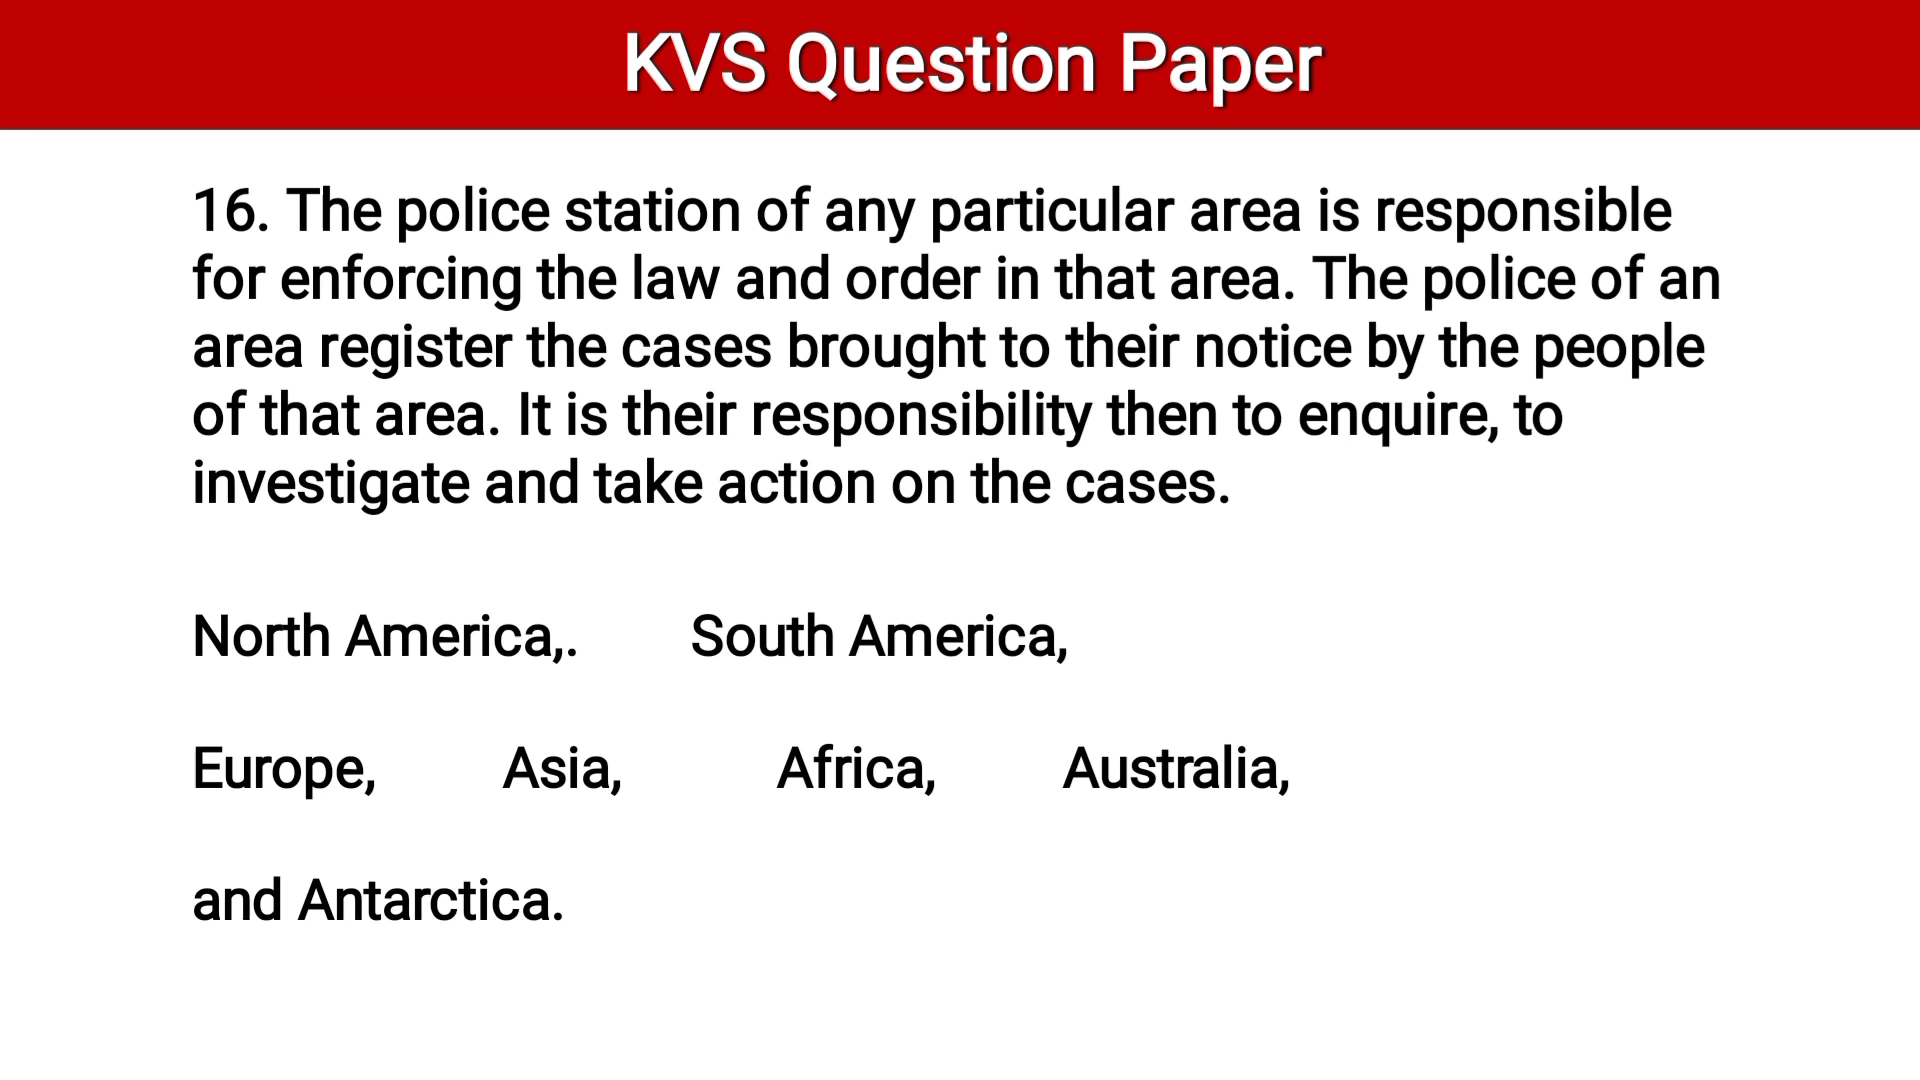 KVS Question Paper
16. The police station of any particular area is responsible
for enforcing the law and order in that area. The police of an
area register the cases brought to their notice by the people
of that area. It is their responsibility then to enquire, to
investigate and take action on the cases.
North America,. South America,
Europe, Asia, Africa, Australia,
and Antarctica.